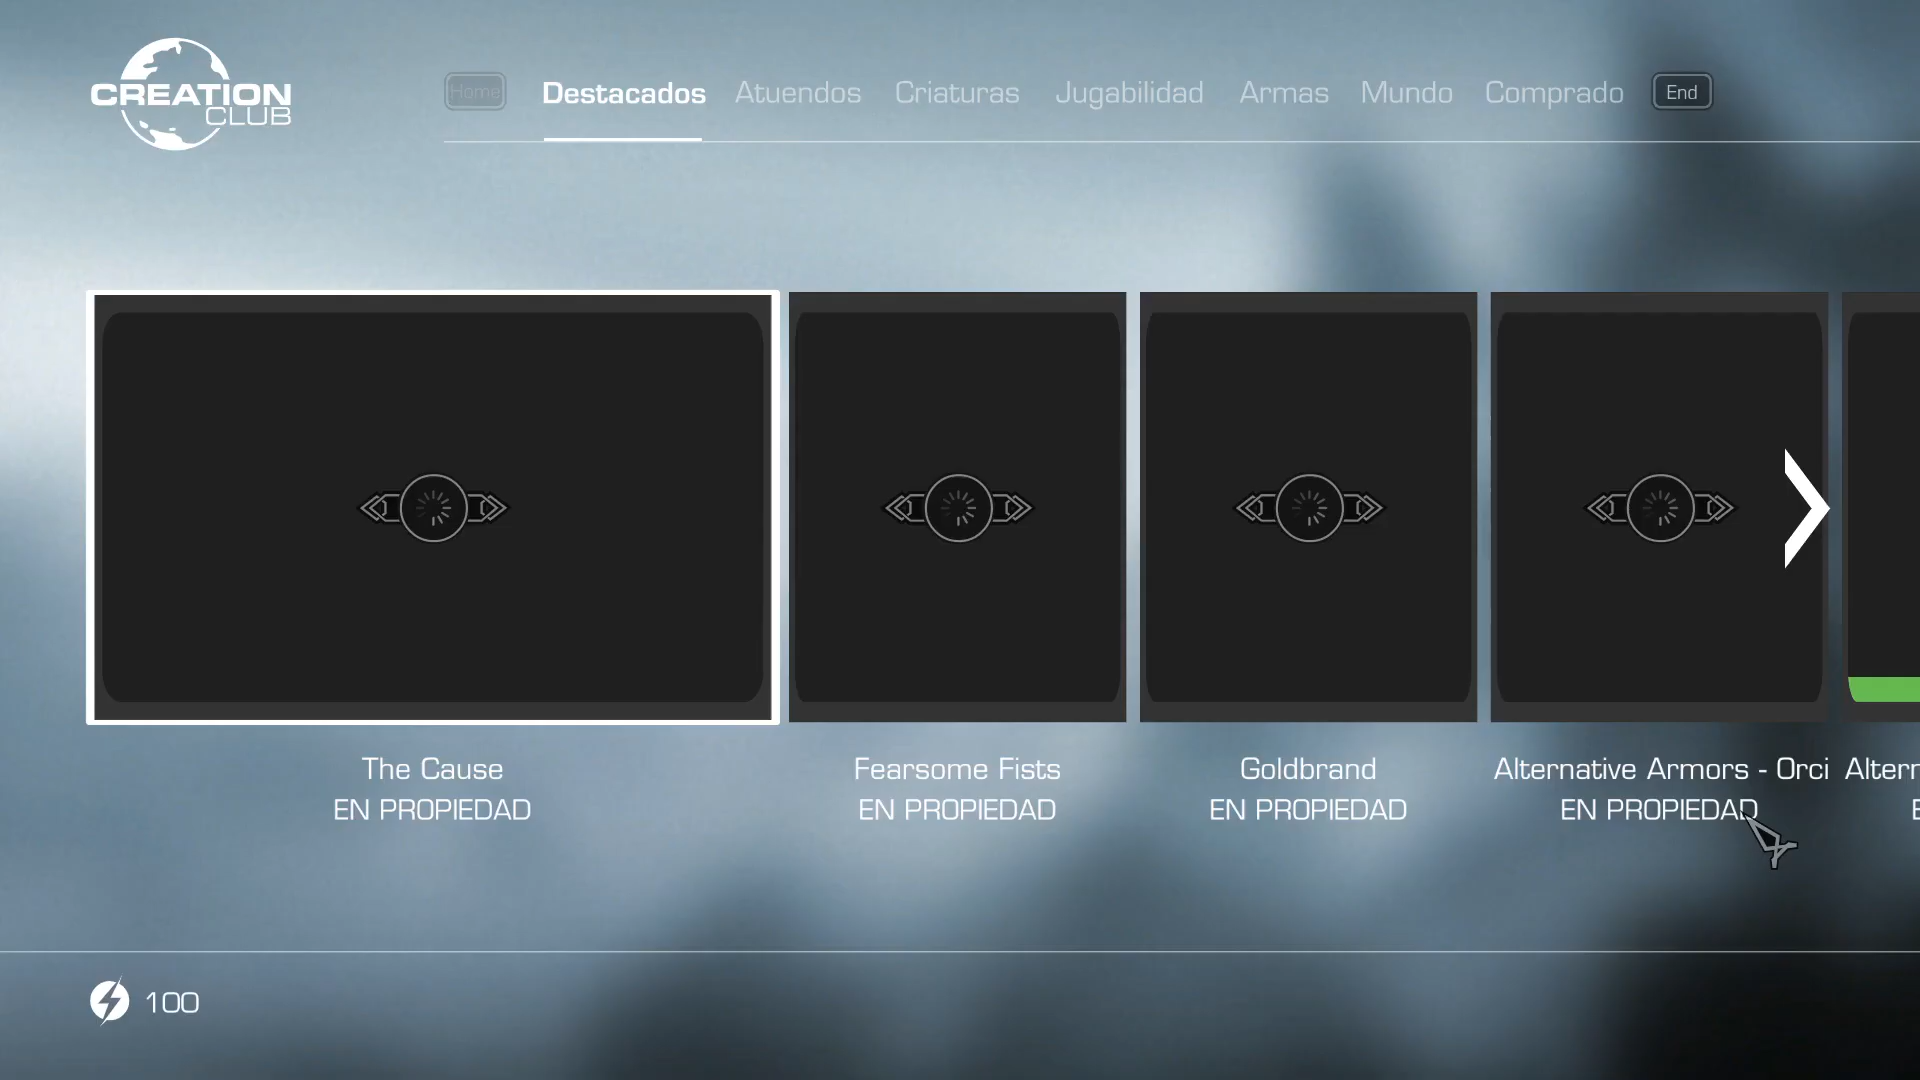 CREATION
CLUB
Home Destacados Atuendos Criaturas Jugabilidad Armas Mundo Comprado End
The Cause
EN PROPIEDAD
Fearsome Fists
EN PROPIEDAD
Goldbrand
EN PROPIEDAD
Alternative Armors - Orci
EN PROPIEDAD
Altern
E
100